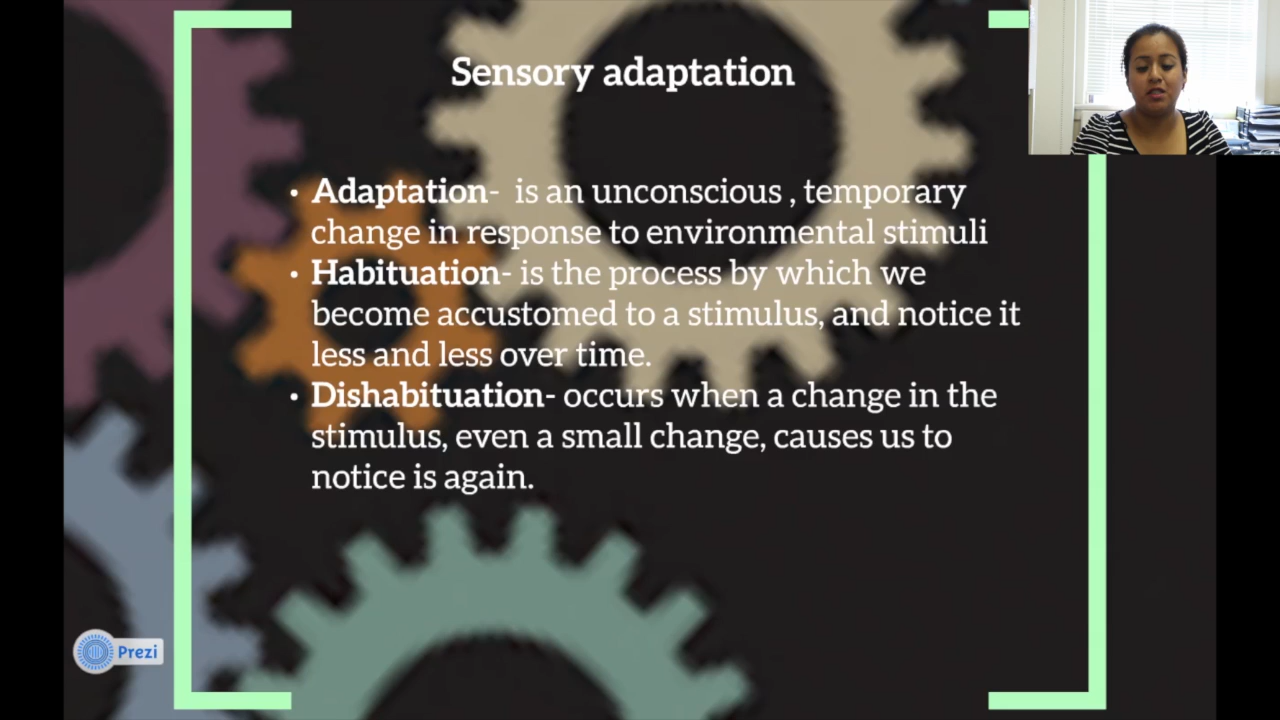 Sensory adaptation
• Adaptation-  is an unconscious , temporary
change in response to environmental stimuli
• Habituation- is the process by which we
become accustomed to a stimulus, and notice it
less and less over time.
• Dishabituation- occurs when a change in the
stimulus, even a small change, causes us to
notice is again.
Prezi